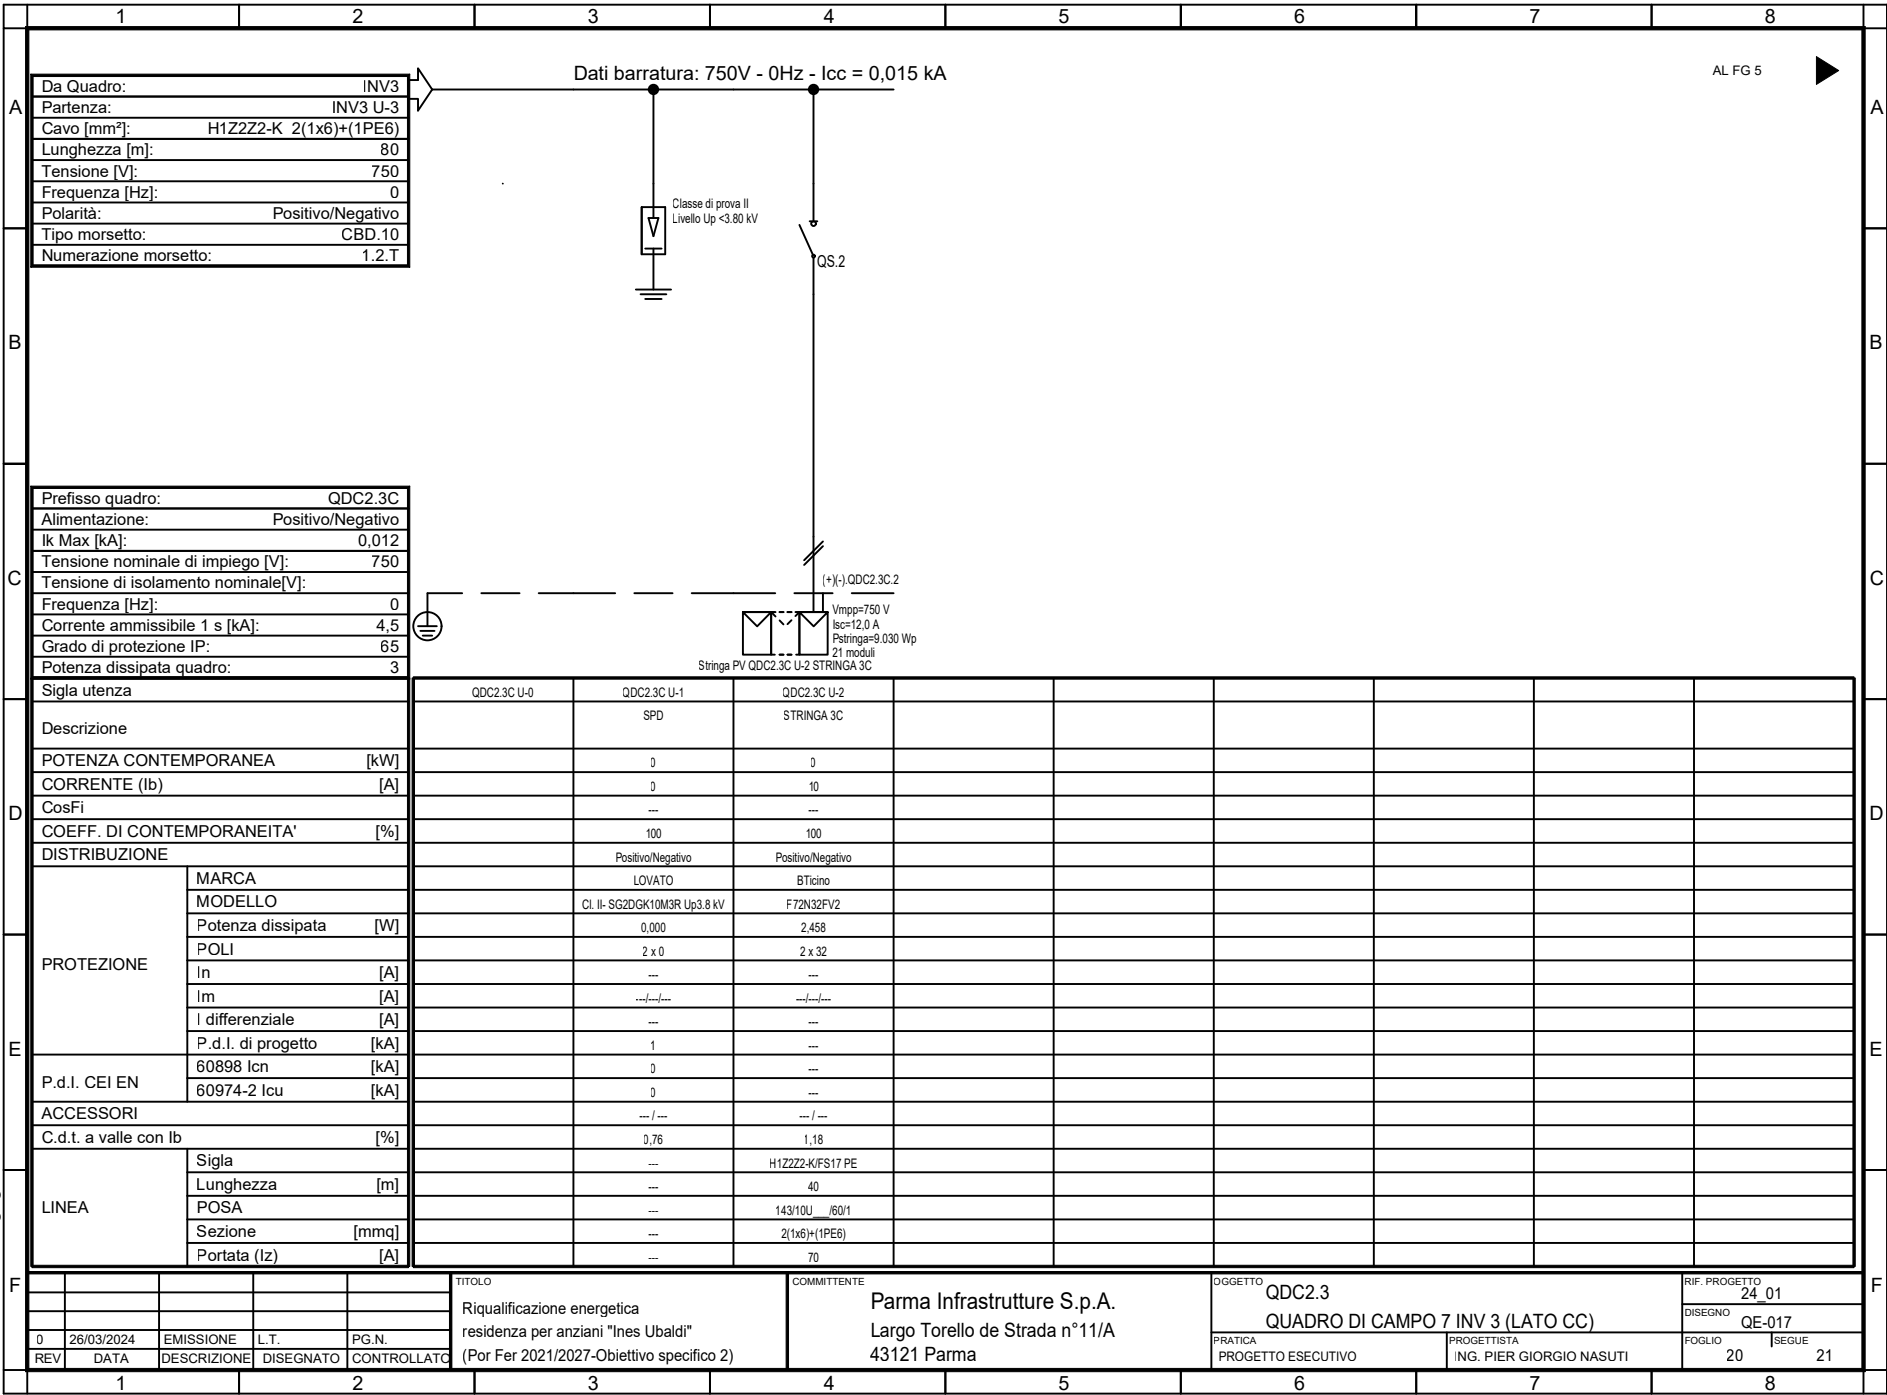 1 2 3 4 5 6 7 8
A
B
C
D
E
F
A
B
C
D
E
F
Da Quadro: INV3
Partenza: INV3 U-3
Cavo [mm²]: H1Z2Z2-K 2(1x6)+(1PE6)
Lunghezza [m]: 80
Tensione [V]: 750
Frequenza [Hz]: 0
Polarità: Positivo/Negativo
Tipo morsetto: CBD.10
Numerazione morsetto: 1.2.T
Dati barratura: 750V - 0Hz - Icc = 0,015 kA
AL FG 5
Classe di prova II
Livello Up <3.80 kV
QS.2
Prefisso quadro: QDC2.3C
Alimentazione: Positivo/Negativo
Ik Max [kA]: 0,012
Tensione nominale di impiego [V]: 750
Tensione di isolamento nominale[V]:
Frequenza [Hz]: 0
Corrente ammissibile 1 s [kA]: 4,5
Grado di protezione IP: 65
Potenza dissipata quadro: 3
(+)(-).QDC2.3C.2
Vmpp=750 V
Isc=12,0 A
Pstringa=9.030 Wp
21 moduli
Stringa PV QDC2.3C U-2 STRINGA 3C
Sigla utenza QDC2.3C U-0 QDC2.3C U-1 QDC2.3C U-2
Descrizione SPD STRINGA 3C
POTENZA CONTEMPORANEA [kW] 0 0
CORRENTE (Ib) [A] 0 10
CosFi --- ---
COEFF. DI CONTEMPORANEITA' [%] 100 100
DISTRIBUZIONE Positivo/Negativo Positivo/Negativo
PROTEZIONE
MARCA LOVATO BTicino
MODELLO Cl. II- SG2DGK10M3R Up3.8 kV F72N32FV2
Potenza dissipata [W] 0,000 2,458
POLI 2 x 0 2 x 32
In [A] --- ---
Im [A] ---/---/--- ---/---/---
I differenziale [A] --- ---
P.d.I. di progetto [kA] 1 ---
P.d.I. CEI EN
60898 Icn [kA] 0 ---
60974-2 Icu [kA] 0 ---
ACCESSORI --- / --- --- / ---
C.d.t. a valle con Ib [%] 0,76 1,18
LINEA
Sigla --- H1Z2Z2-K/FS17 PE
Lunghezza [m] --- 40
POSA --- 143/10U___/60/1
Sezione [mmq] --- 2(1x6)+(1PE6)
Portata (Iz) [A] --- 70
0 26/03/2024 EMISSIONE L.T. PG.N.
REV DATA DESCRIZIONE DISEGNATO CONTROLLATO
TITOLO
Riqualificazione energetica
residenza per anziani "Ines Ubaldi"
(Por Fer 2021/2027-Obiettivo specifico 2)
COMMITTENTE
Parma Infrastrutture S.p.A.
Largo Torello de Strada n°11/A
43121 Parma
OGGETTO QDC2.3
QUADRO DI CAMPO 7 INV 3 (LATO CC)
PRATICA
PROGETTO ESECUTIVO
PROGETTISTA
ING. PIER GIORGIO NASUTI
RIF. PROGETTO
24_01
DISEGNO
QE-017
FOGLIO SEGUE
20 21
1 2 3 4 5 6 7 8